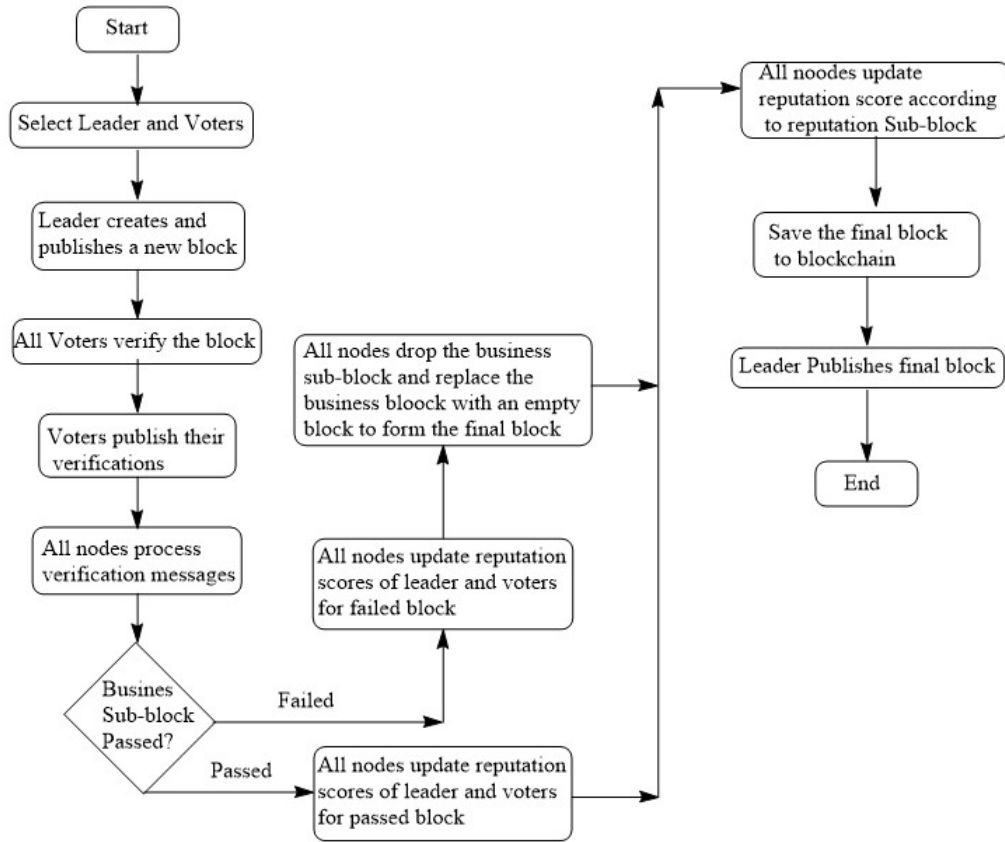 Start
Select Leader and Voters
Leader creates and
publishes a new block
All Voters verify the block
Voters publish their
verifications
All nodes process
verification messages
Busines
Sub-block
Passed?
Failed
Passed
All nodes update reputation
scores of leader and voters
for passed block
All nodes update reputation
scores of leader and voters
for failed block
All nodes drop the business
sub-block and replace the
business bloock with an empty
block to form the final block
All noodes update
reputation score according
to reputation Sub-block
Save the final block
to blockchain
Leader Publishes final block
End